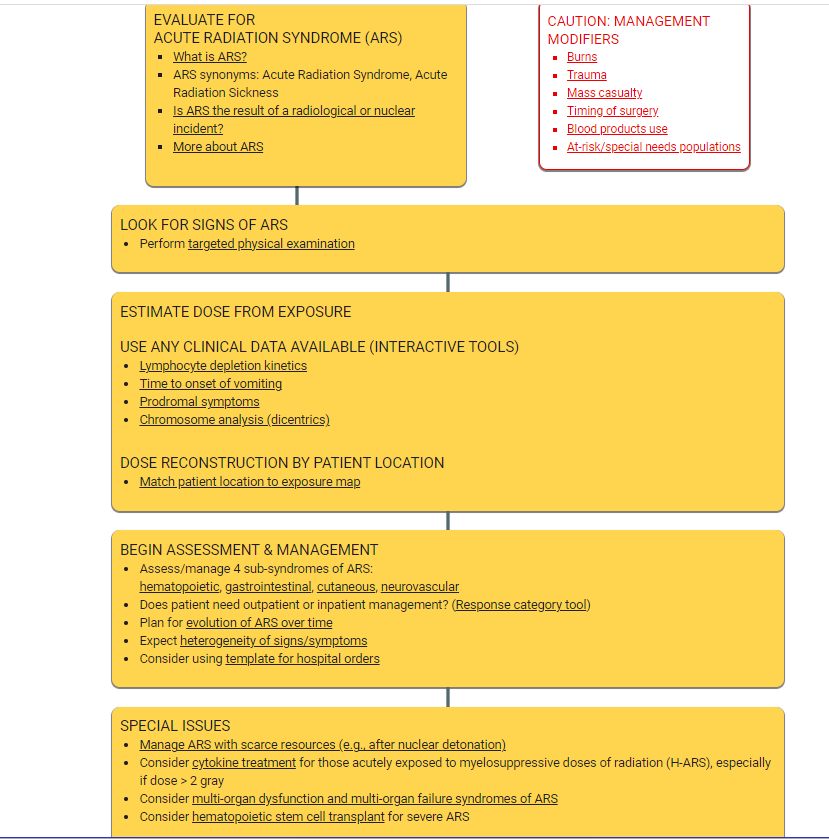 EVALUATE FOR
ACUTE RADIATION SYNDROME (ARS)
▪ What is ARS?
▪ ARS synonyms: Acute Radiation Syndrome, Acute
Radiation Sickness
▪ Is ARS the result of a radiological or nuclear
incident?
▪ More about ARS
CAUTION: MANAGEMENT
MODIFIERS
▪ Burns
▪ Trauma
▪ Mass casualty
▪ Timing of surgery
▪ Blood products use
▪ At-risk/special needs populations
LOOK FOR SIGNS OF ARS
• Perform targeted physical examination
ESTIMATE DOSE FROM EXPOSURE
USE ANY CLINICAL DATA AVAILABLE (INTERACTIVE TOOLS)
• Lymphocyte depletion kinetics
• Time to onset of vomiting
• Prodromal symptoms
• Chromosome analysis (dicentrics)
DOSE RECONSTRUCTION BY PATIENT LOCATION
• Match patient location to exposure map
BEGIN ASSESSMENT & MANAGEMENT
• Assess/manage 4 sub-syndromes of ARS:
hematopoietic, gastrointestinal, cutaneous, neurovascular
• Does patient need outpatient or inpatient management? (Response category tool)
• Plan for evolution of ARS over time
• Expect heterogeneity of signs/symptoms
• Consider using template for hospital orders
SPECIAL ISSUES
• Manage ARS with scarce resources (e.g., after nuclear detonation)
• Consider cytokine treatment for those acutely exposed to myelosuppressive doses of radiation (H-ARS), especially
if dose > 2 gray
• Consider multi-organ dysfunction and multi-organ failure syndromes of ARS
• Consider hematopoietic stem cell transplant for severe ARS